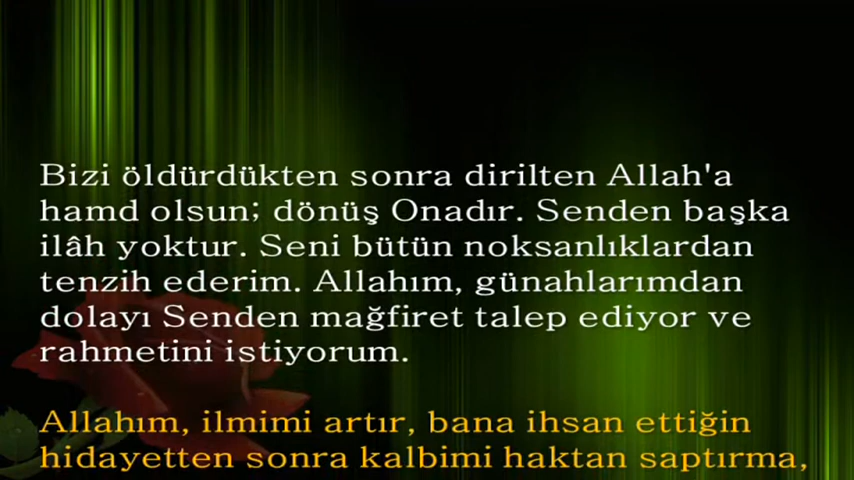 Bizi öldürdükten sonra dirilten Allah'a
hamd olsun; dönüş Onadır. Senden başka
ilâh yoktur. Seni bütün noksanlıklardan
tenzih ederim. Allahım, günahlarımdan
dolayı Senden mağfiret talep ediyor ve
rahmetini istiyorum.
Allahım, ilmimi artır, bana ihsan ettiğin
hidayetten sonra kalbimi haktan saptırma,